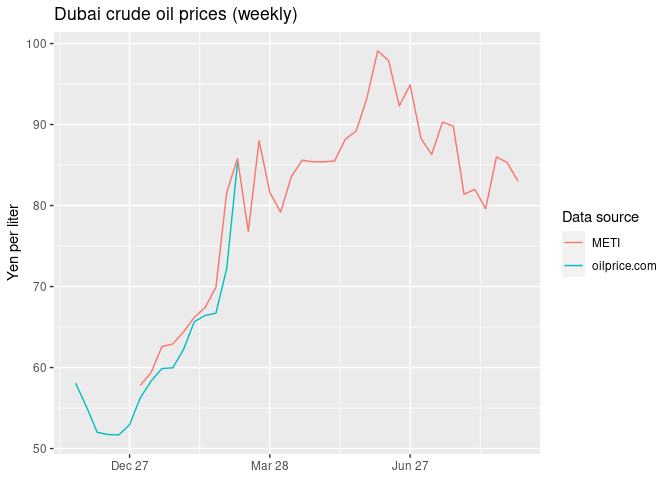 Dubai crude oil prices (weekly)
100
90
80
70
60
50
Yen per liter
Dec 27
Mar 28
Jun 27
Data source
METI
oilprice.com